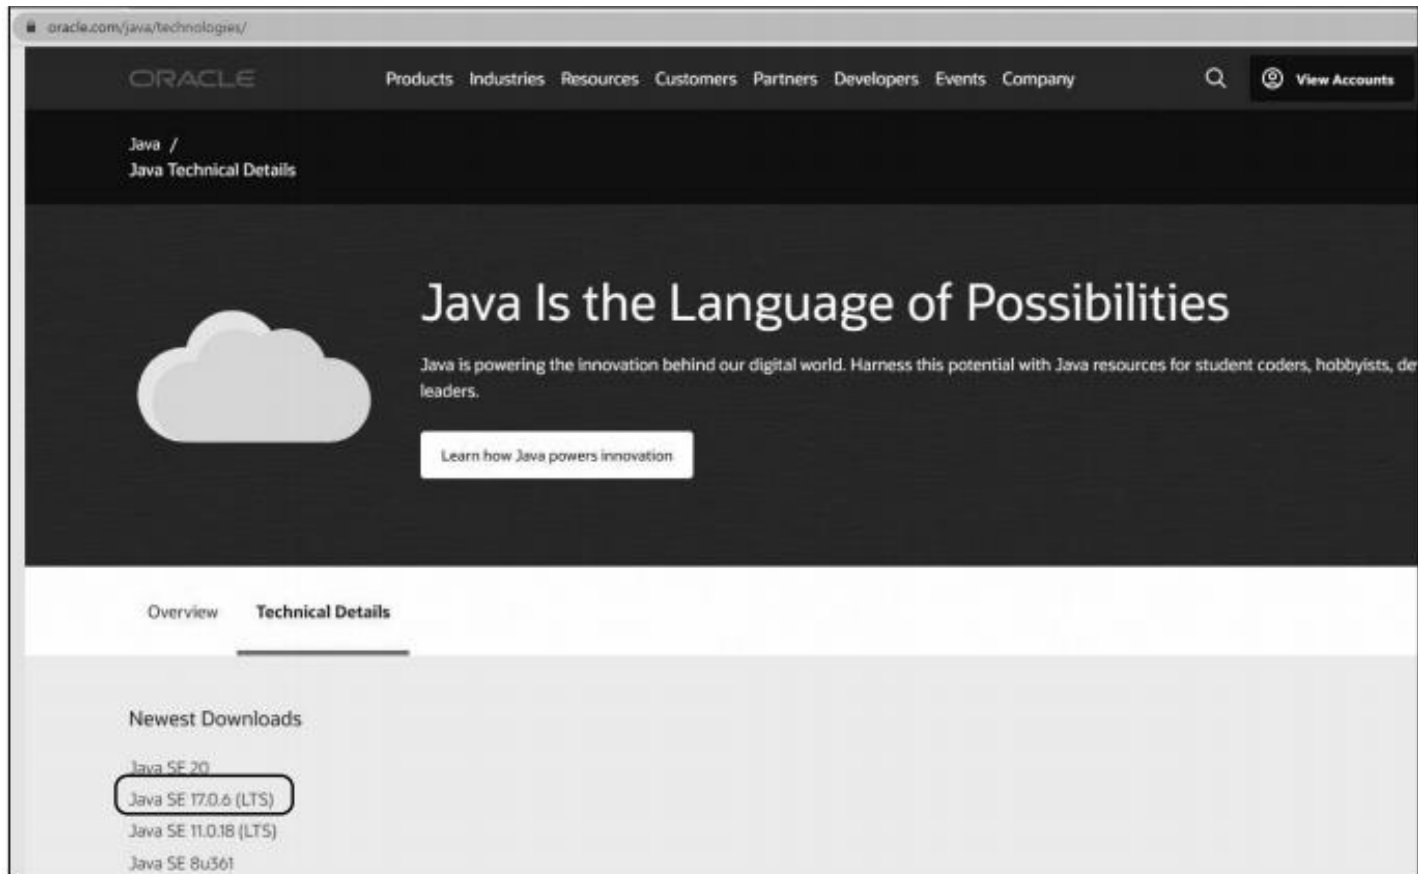 oracle.com/java/technologies/
ORACLE
Products Industries Resources Customers Partners Developers Events Company
View Accounts
Java /
Java Technical Details
Java Is the Language of Possibilities
Java is powering the innovation behind our digital world. Harness this potential with Java resources for student coders, hobbyists, de
leaders.
Learn how Java powers innovation
Overview Technical Details
Newest Downloads
Java SE 20
Java SE 17.0.6 (LTS)
Java SE 11.0.18 (LTS)
Java SE 8u361